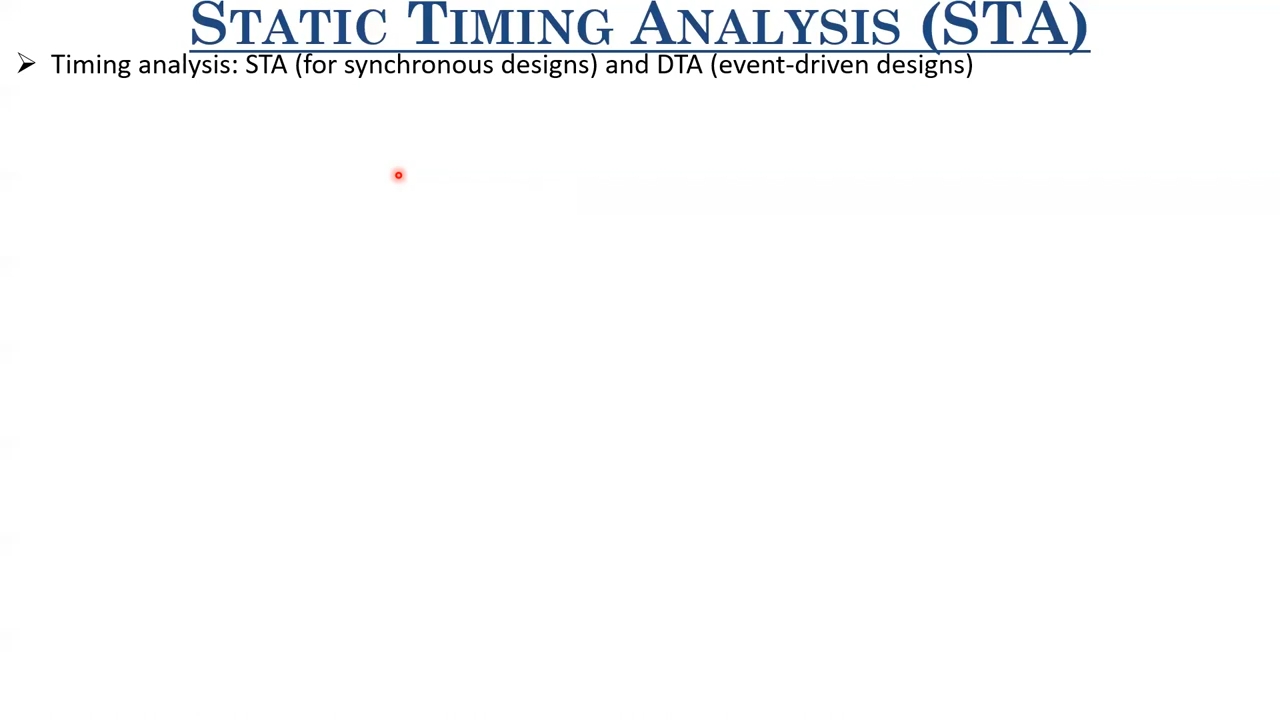 STATIC TIMING ANALYSIS (STA)
➢ Timing analysis: STA (for synchronous designs) and DTA (event-driven designs)